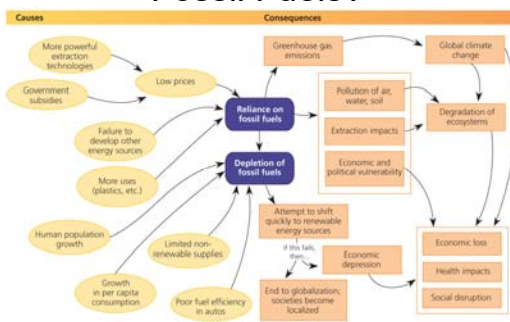 Fossil Fuels?
Causes
Consequences
More powerful
extraction
technologies
Government
subsidies
Low prices
Failure to
develop other
energy sources
More uses
(plastics, etc.)
Human population
growth
Growth
in per capita
consumption
Limited non-
renewable supplies
Poor fuel efficiency
in autos
Reliance on
fossil fuels
Depletion of
fossil fuels
Greenhouse gas
emissions
Global climate
change
Pollution of air,
water, soil
Extraction impacts
Economic and
political vulnerability
Degradation of
ecosystems
Attempt to shift
quickly to renewable
energy sources
if this fails,
then...
Economic
depression
End to globalization;
societies become
localized
Economic loss
Health impacts
Social disruption